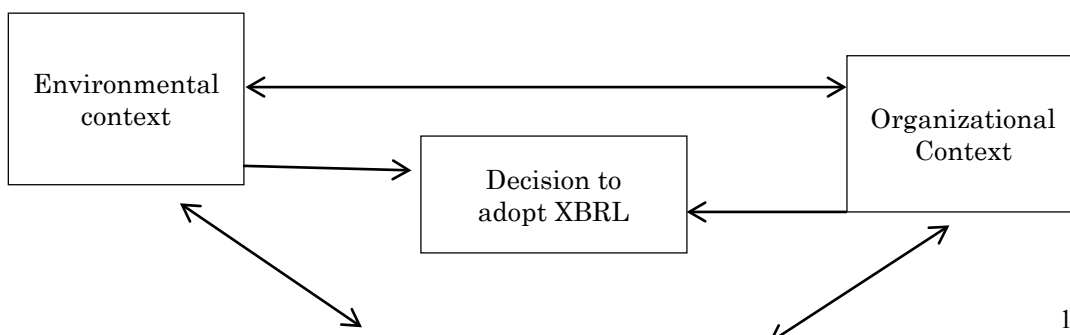 Environmental
context
Organizational
Context
Decision to
adopt XBRL
1